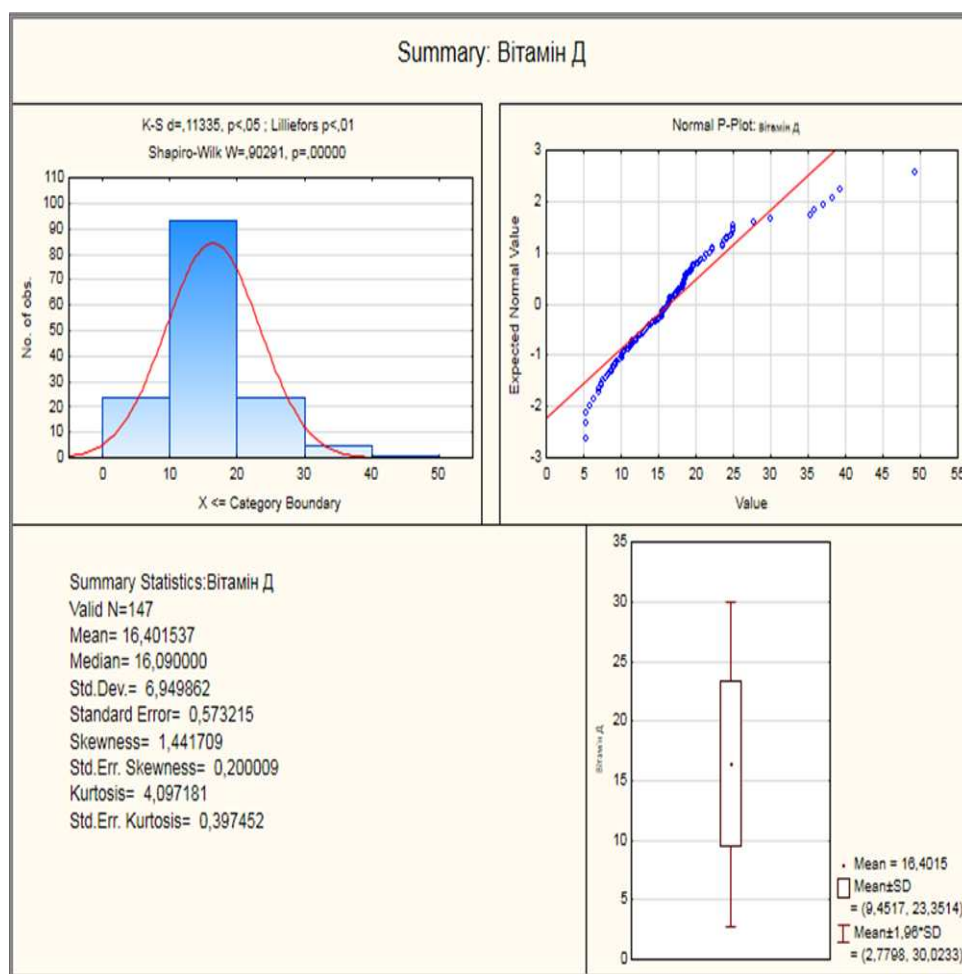 Summary: Вітамін Д
K-S d=,11335, p<,05 ; Lilliefors p<,01
Shapiro-Wilk W=,90291, p=,00000
110
100
90
80
70
60
50
40
30
20
10
0
No. of obs.
0 10 20 30 40 50
X <= Category Boundary
Normal P-Plot: Вітамін Д
3
2
1
0
-1
-2
-3
Expected Normal Value
0 5 10 15 20 25 30 35 40 45 50 55
Value
Summary Statistics:Вітамін Д
Valid N=147
Mean= 16,401537
Median= 16,090000
Std.Dev.= 6,949862
Standard Error= 0,573215
Skewness= 1,441709
Std.Err. Skewness= 0,200009
Kurtosis= 4,097181
Std.Err. Kurtosis= 0,397452
35
30
25
20
15
10
5
0
Вітамін Д
Mean = 16,4015
Mean±SD
= (9,4517, 23,3514)
Mean±1,96*SD
= (2,7798, 30,0233)